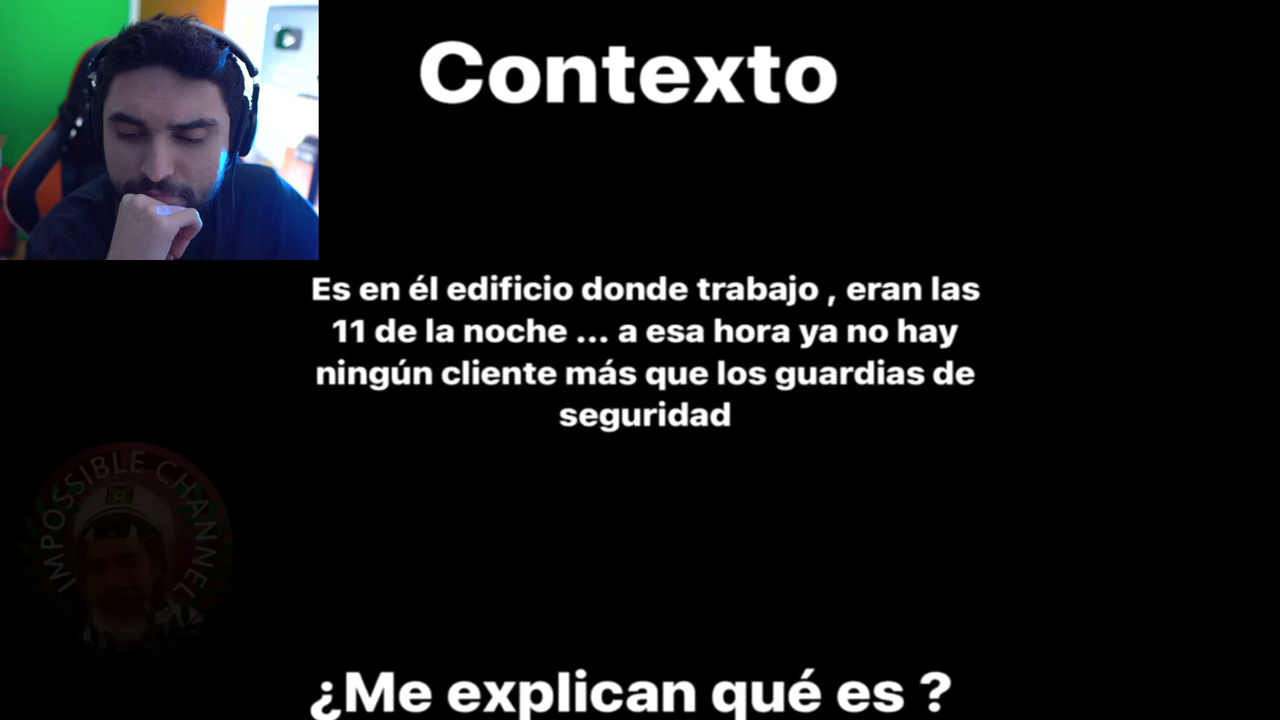 Contexto
Es en él edificio donde trabajo , eran las
11 de la noche ... a esa hora ya no hay
ningún cliente más que los guardias de
seguridad
IMPOSSIBLE CHANNEL
¿Me explican qué es ?